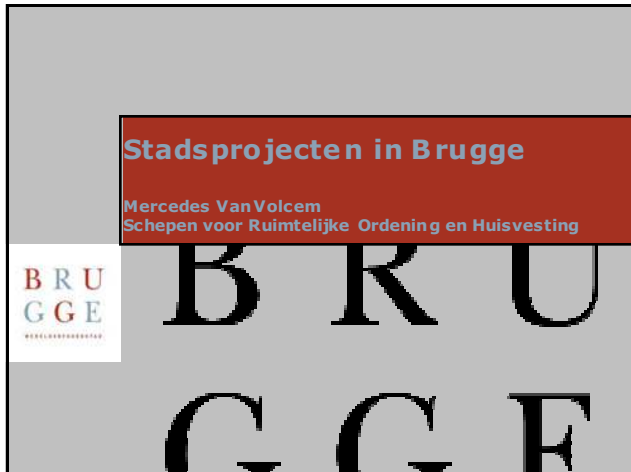 Stadsprojecten in Brugge
Mercedes Van Volcem
Schepen voor Ruimtelijke Ordening en Huisvesting
B R U
G G E
B R U
G G E